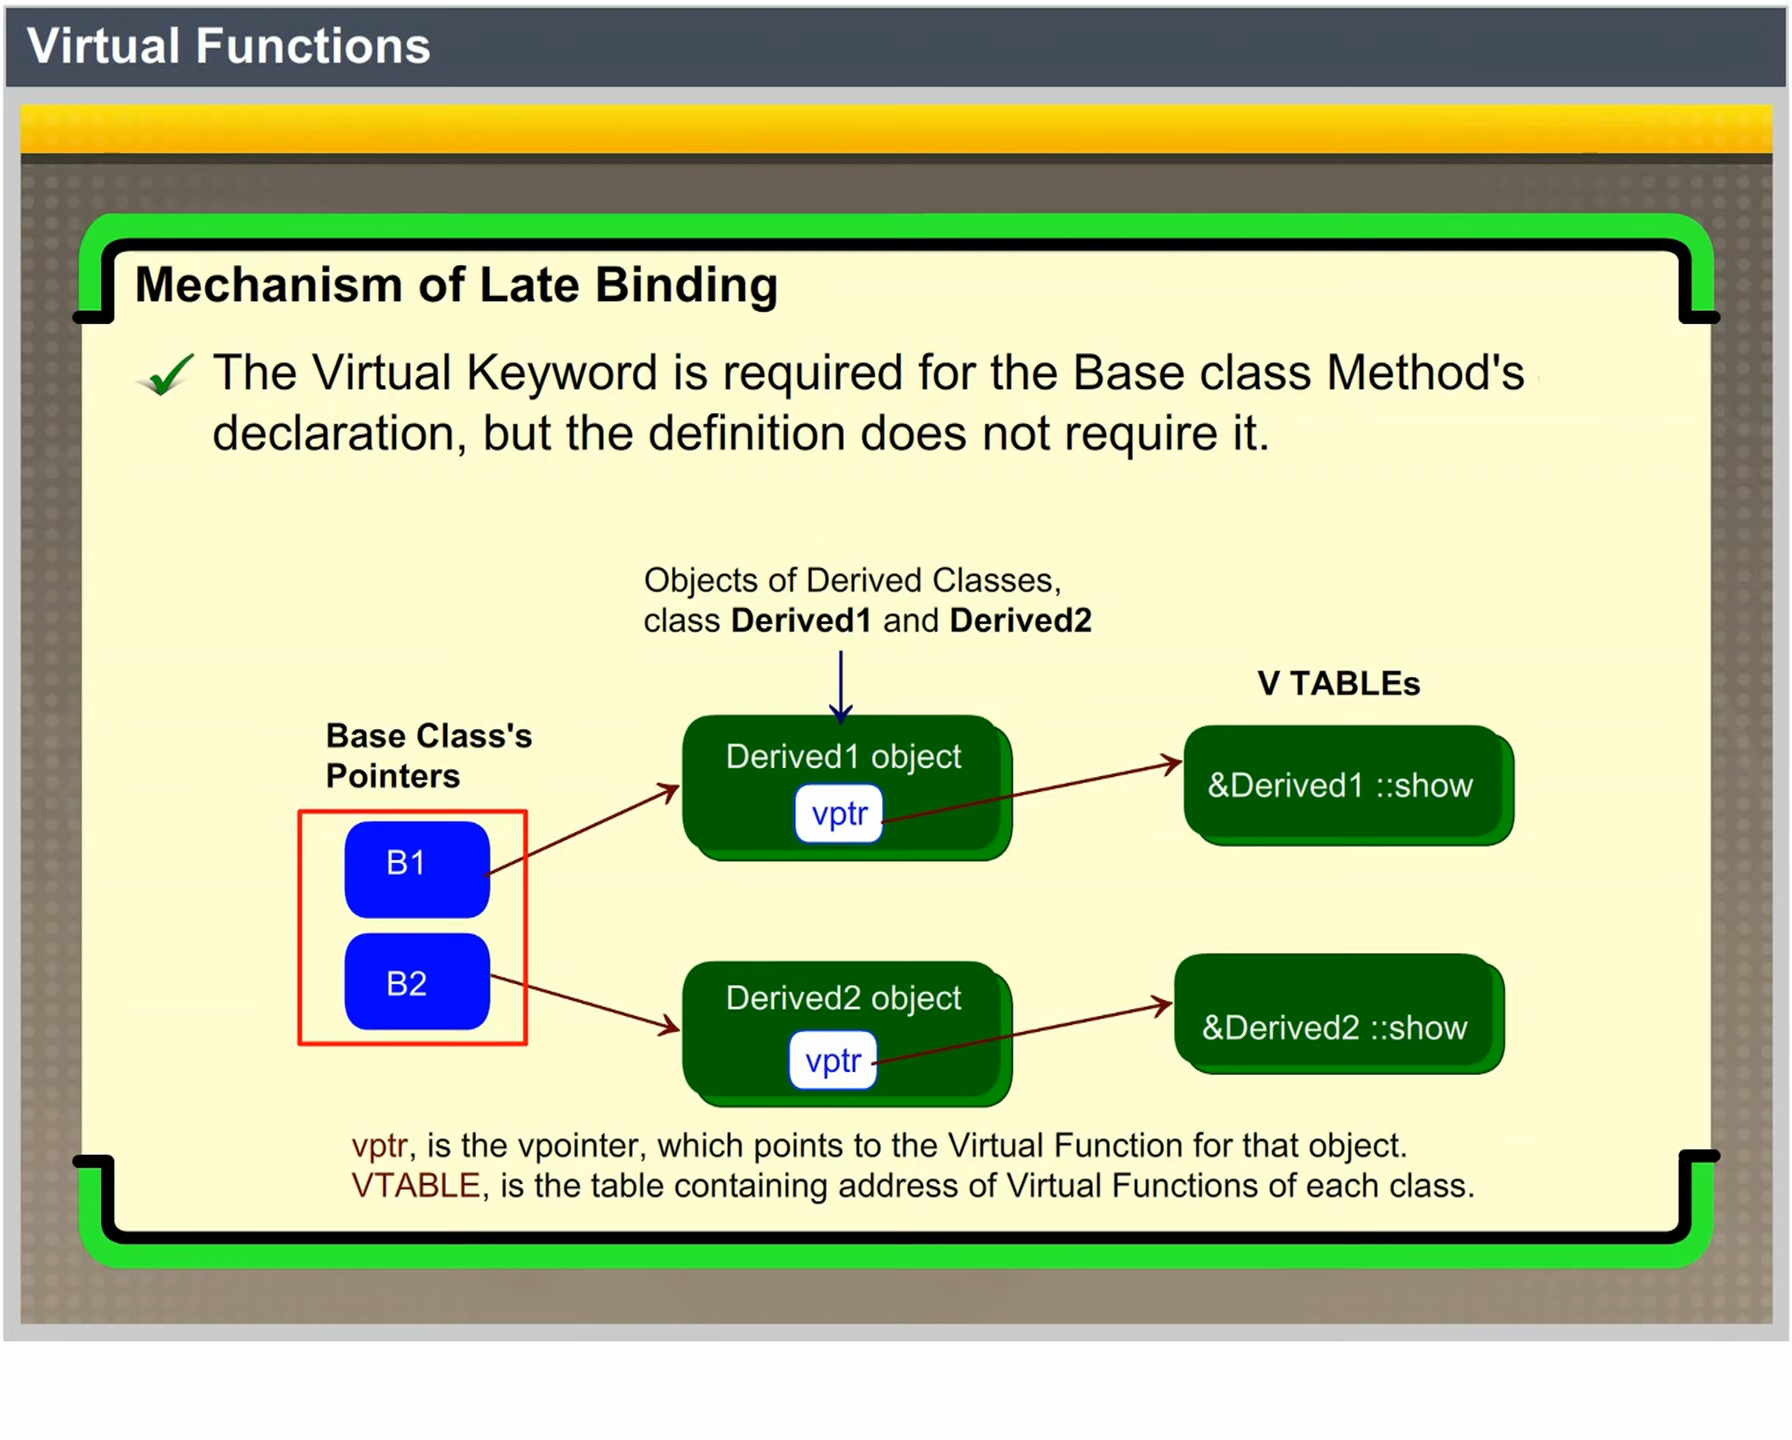 Virtual Functions
Mechanism of Late Binding
The Virtual Keyword is required for the Base class Method's
declaration, but the definition does not require it.
Objects of Derived Classes,
class Derived1 and Derived2
V TABLEs
Base Class's
Pointers
Derived1 object
vptr
&Derived1 ::show
B1
B2
Derived2 object
vptr
&Derived2 ::show
vptr, is the vpointer, which points to the Virtual Function for that object.
VTABLE, is the table containing address of Virtual Functions of each class.